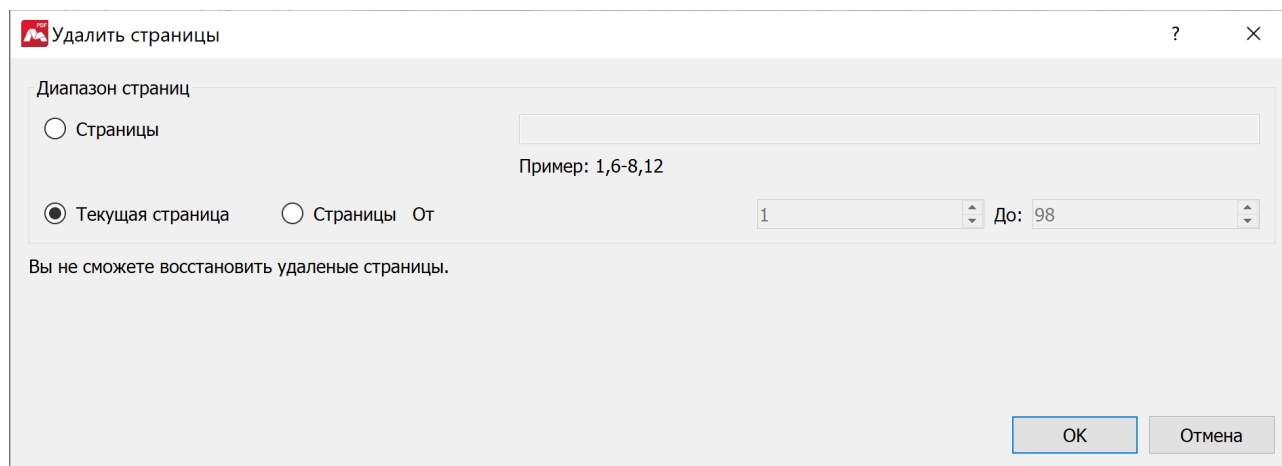 PDF
Удалить страницы ?
Диапазон страниц
Страницы
Пример: 1,6-8,12
Текущая страница Страницы От 1 До: 98
Вы не сможете восстановить удаленые страницы.
OK Отмена